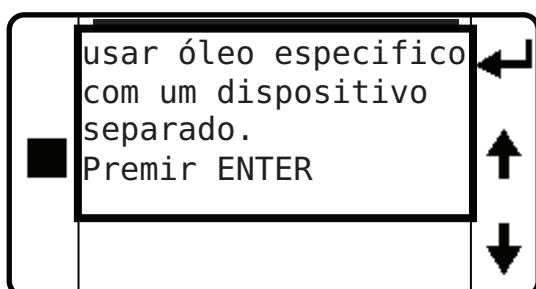 usar óleo especifico
com um dispositivo
separado.
Premir ENTER